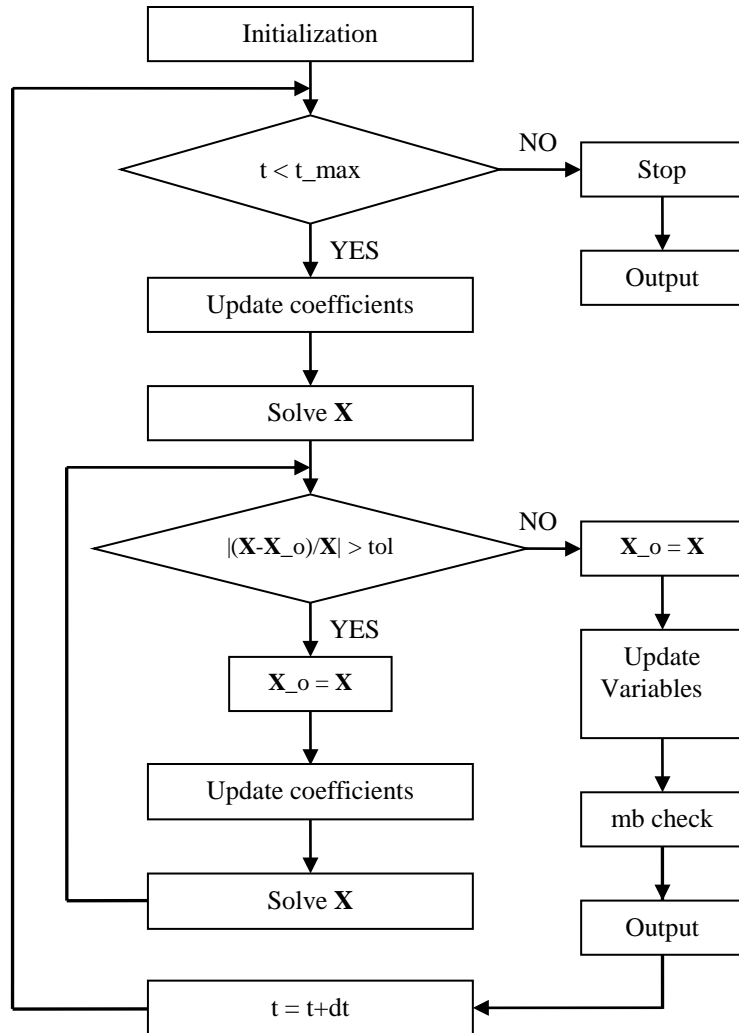 Initialization
t < t_max
NO
Stop
YES
Output
Update coefficients
Solve X
|(X-X_o)/X| > tol
NO
X_o = X
YES
Update
Variables
X_o = X
Update coefficients
mb check
Solve X
Output
t = t+dt